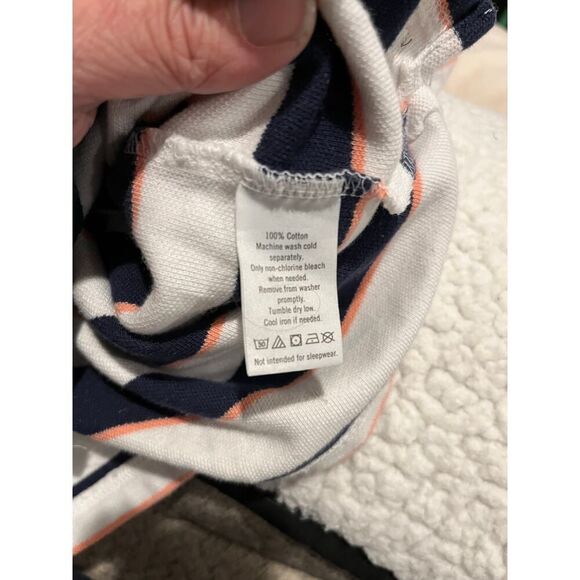 100% Cotton
Machine wash cold
separately.
Only non-chlorine bleach
when needed.
Remove from washer
promptly.
Tumble dry low.
Cool iron if needed.
30
Not intended for sleepwear.